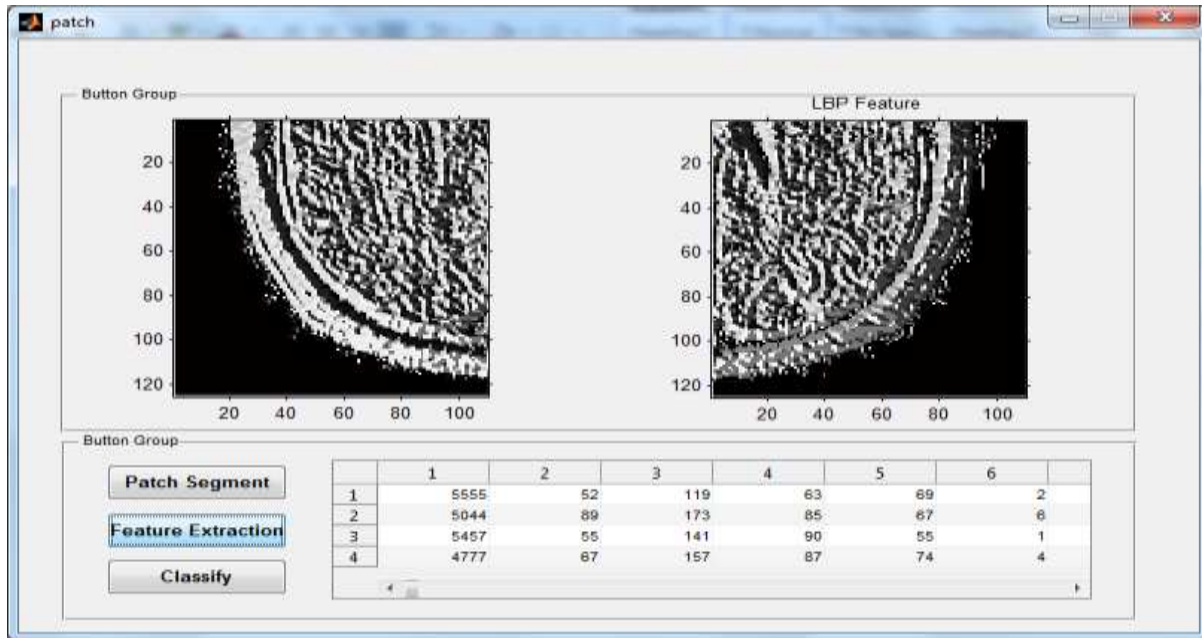 patch
Button Group
LBP Feature
20
40
60
80
100
120
20 40 60 80 100
20
40
60
80
100
120
20 40 60 80 100
Button Group
Patch Segment
Feature Extraction
Classify
1 2 3 4 5 6
1 5555 52 119 63 69 2
2 5044 89 173 85 67 6
3 5457 55 141 90 55 1
4 4777 67 157 87 74 4